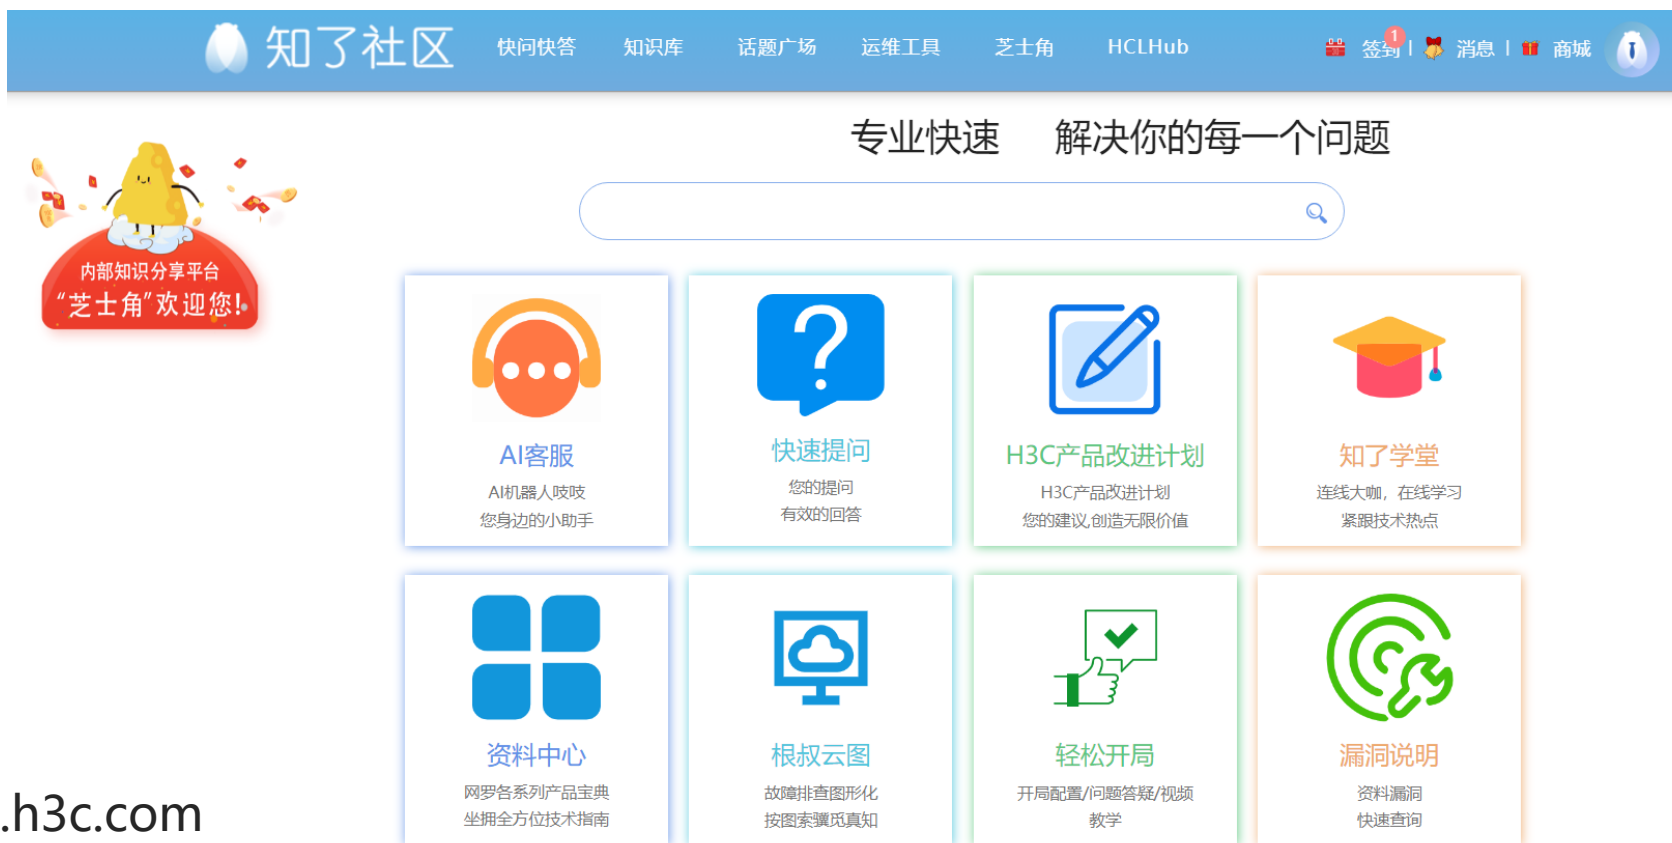 知了社区 快问快答 知识库 话题广场 运维工具 芝士角 HCLHub 签到 1 | 消息 | 商城
专业快速 解决你的每一个问题
内部知识分享平台
“芝士角”欢迎您!
AI客服
AI机器人吱吱
您身边的小助手
快速提问
您的提问
有效的回答
H3C产品改进计划
H3C产品改进计划
您的建议,创造无限价值
知了学堂
连线大咖，在线学习
紧跟技术热点
资料中心
网罗各系列产品宝典
坐拥全方位技术指南
根叔云图
故障排查图形化
按图索骥觅真知
轻松开局
开局配置/问题答疑/视频
教学
漏洞说明
资料漏洞
快速查询
.h3c.com